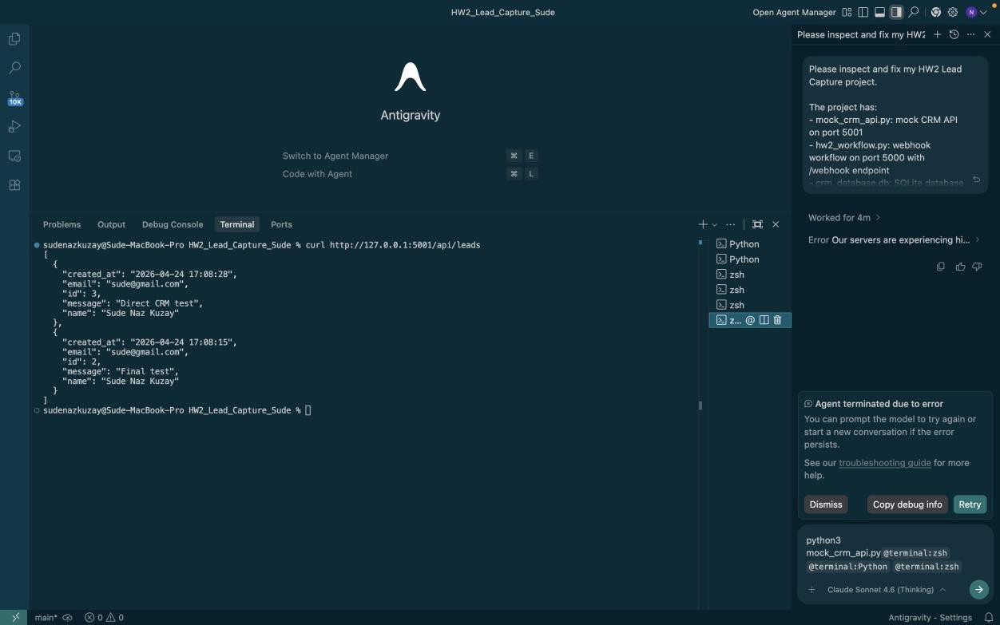 HW2_Lead_Capture_Sude
Open Agent Manager
N
10K
Antigravity
Switch to Agent Manager ⌘ E
Code with Agent ⌘ L
Problems Output Debug Console Terminal Ports
sudenazkuzay@Sude-MacBook-Pro HW2_Lead_Capture_Sude % curl http://127.0.0.1:5001/api/leads
[
{
"created_at": "2026-04-24 17:08:28",
"email": "sude@gmail.com",
"id": 3,
"message": "Direct CRM test",
"name": "Sude Naz Kuzay"
},
{
"created_at": "2026-04-24 17:08:15",
"email": "sude@gmail.com",
"id": 2,
"message": "Final test",
"name": "Sude Naz Kuzay"
}
]
sudenazkuzay@Sude-MacBook-Pro HW2_Lead_Capture_Sude %
Python
Python
zsh
zsh
zsh
z... @
Please inspect and fix my HW2
Please inspect and fix my HW2 Lead
Capture project.
The project has:
- mock_crm_api.py: mock CRM API
on port 5001
- hw2_workflow.py: webhook
workflow on port 5000 with
/webhook endpoint
- crm_database.db: SQLite database
Worked for 4m >
Error Our servers are experiencing hi... >
Agent terminated due to error
You can prompt the model to try again or
start a new conversation if the error
persists.
See our troubleshooting guide for more
help.
Dismiss Copy debug info Retry
python3
mock_crm_api.py @terminal:zsh
@terminal:Python @terminal:zsh
Claude Sonnet 4.6 (Thinking)
main* 0 0
Antigravity - Settings